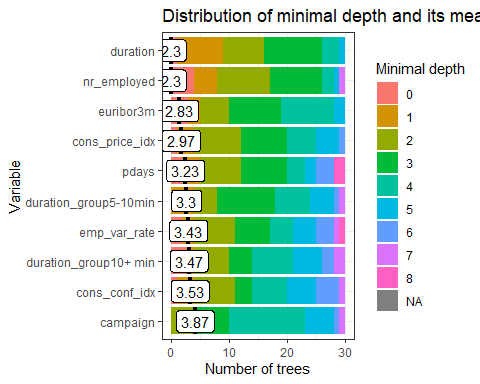 Distribution of minimal depth and its mea
Variable
duration
nr_employed
euribor3m
cons_price_idx
pdays
duration_group5-10min
emp_var_rate
duration_group10+ min
cons_conf_idx
campaign
2.3
2.3
2.83
2.97
3.23
3.3
3.43
3.47
3.53
3.87
0 10 20 30
Number of trees
Minimal depth
0
1
2
3
4
5
6
7
8
NA